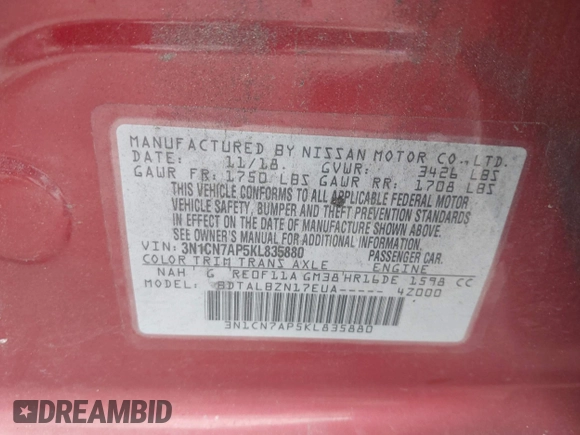 MANUFACTURED BY NISSAN MOTOR CO., LTD.
DATE: 11/18. GVWR: 3426 LBS
GAWR FR: 1750 LBS GAWR RR: 1708 LBS
THIS VEHICLE CONFORMS TO ALL APPLICABLE FEDERAL MOTOR
VEHICLE SAFETY, BUMPER AND THEFT PREVENTION STANDARDS
IN EFFECT ON THE DATE OF MANUFACTURE SHOWN ABOVE.
SEE OWNER'S MANUAL FOR LOADING INFORMATION.
VIN: 3N1CN7AP5KL835880 PASSENGER CAR.
COLOR TRIM TRANS AXLE ENGINE
NAH G RE0F11A GM38 HR16DE 1598 CC
MODEL: BDTALBZN17EUA----- 4Z000
3N1CN7AP5KL835880
DREAMBID